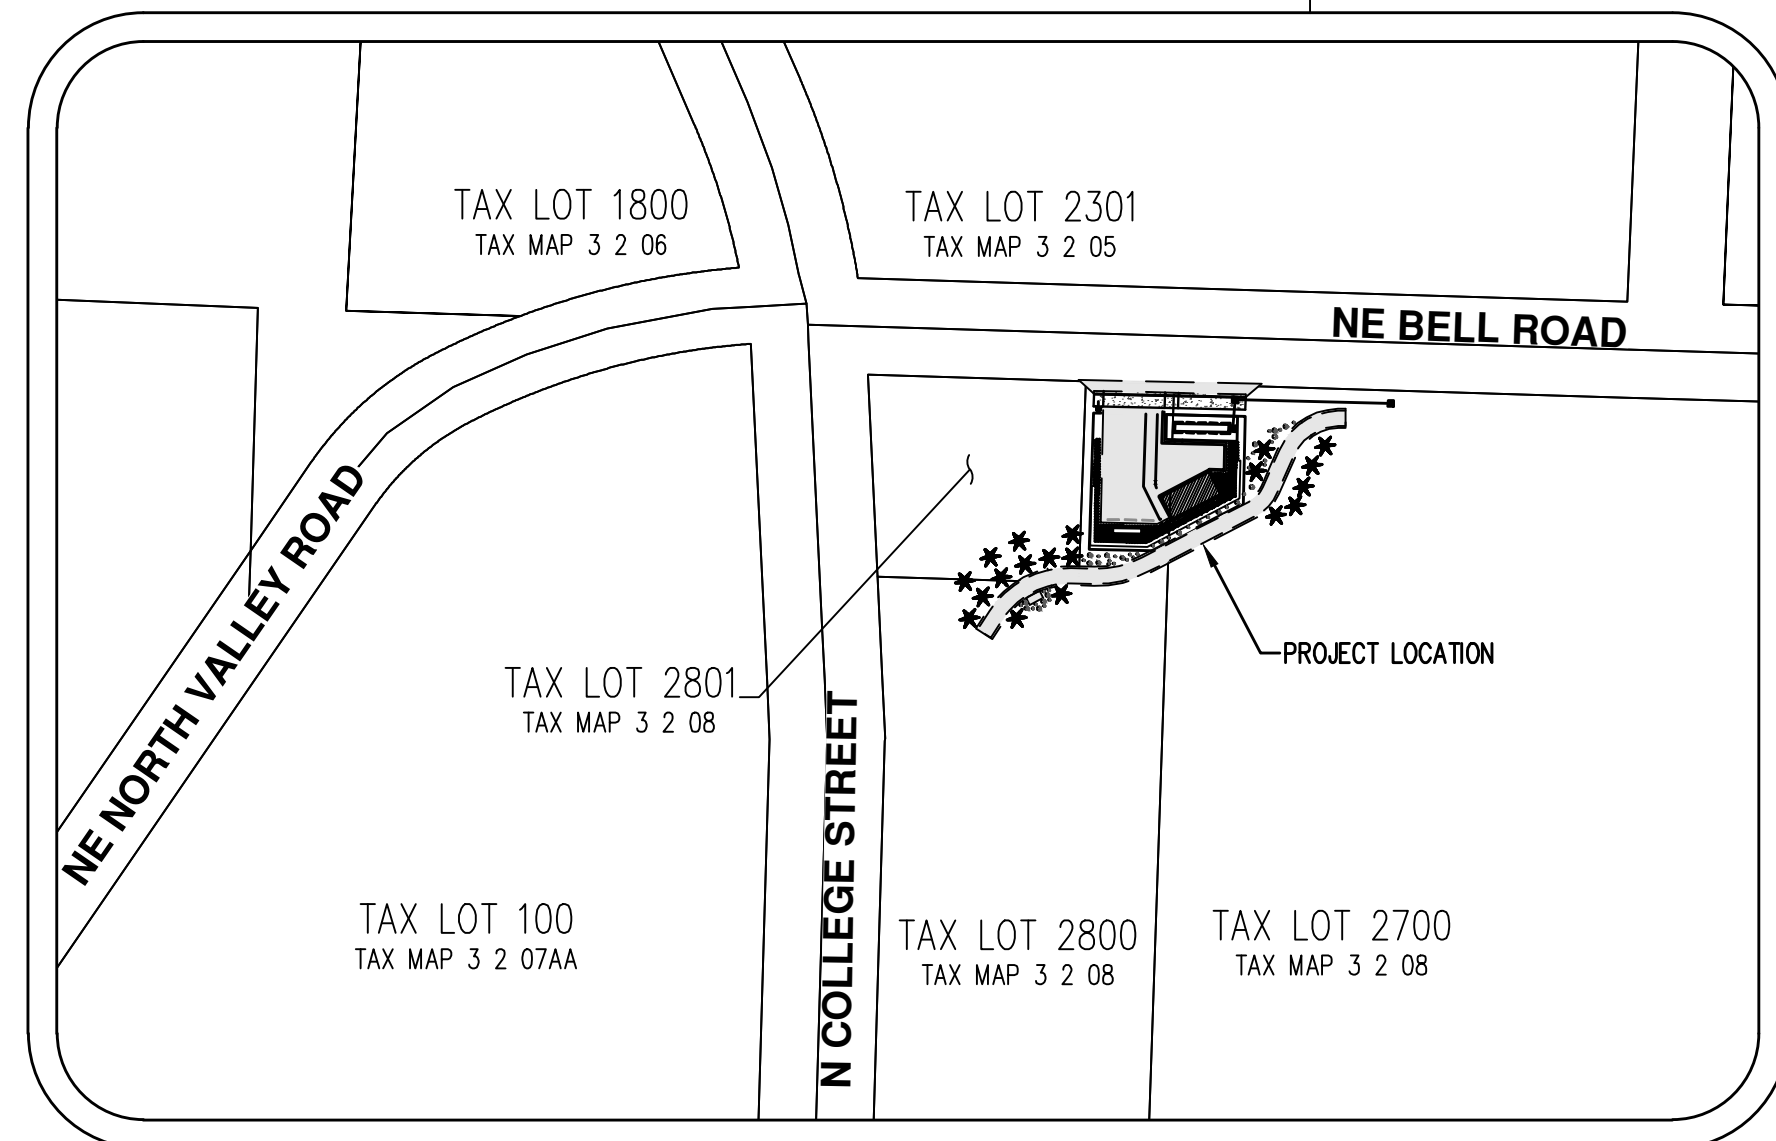 TAX LOT 1800
TAX MAP 3 2 06
TAX LOT 2301
TAX MAP 3 2 05
NE BELL ROAD
NE NORTH VALLEY ROAD
PROJECT LOCATION
TAX LOT 2801
TAX MAP 3 2 08
N COLLEGE STREET
TAX LOT 100
TAX MAP 3 2 07AA
TAX LOT 2800
TAX MAP 3 2 08
TAX LOT 2700
TAX MAP 3 2 08